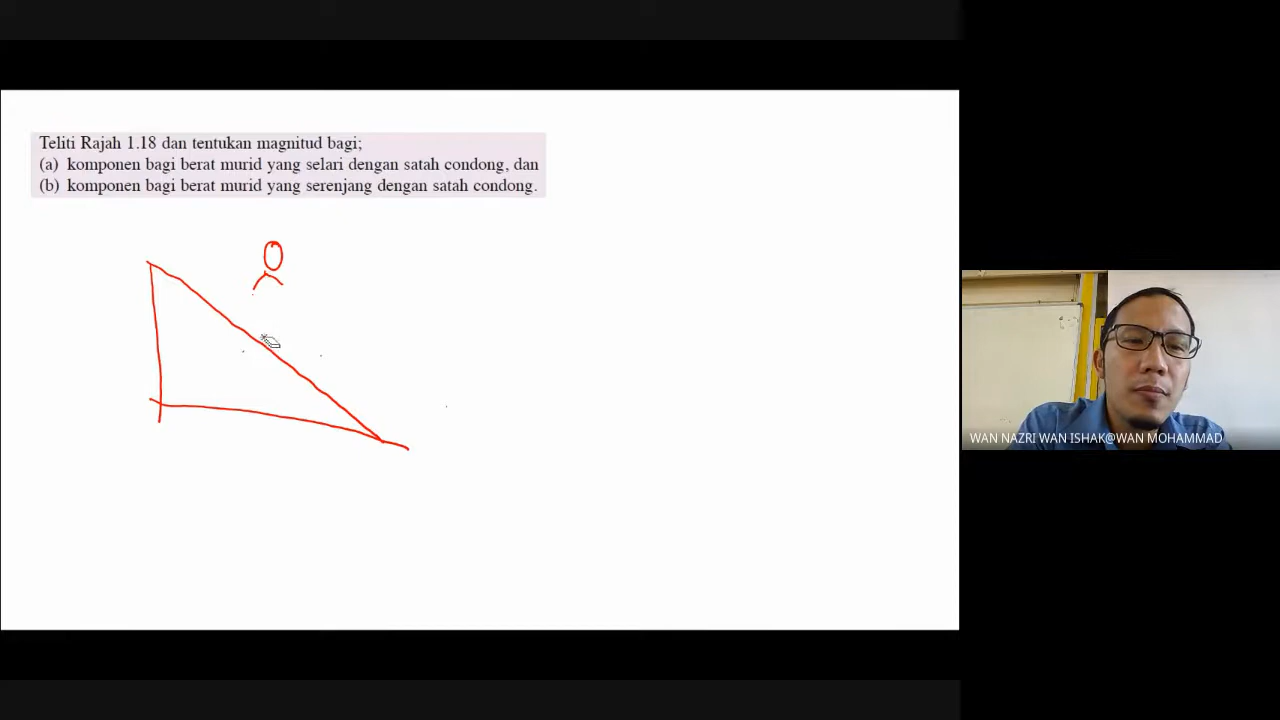 Teliti Rajah 1.18 dan tentukan magnitud bagi;
(a) komponen bagi berat murid yang selari dengan satah condong, dan
(b) komponen bagi berat murid yang serenjang dengan satah condong.
WAN NAZRI WAN ISHAK@WAN MOHAMMAD